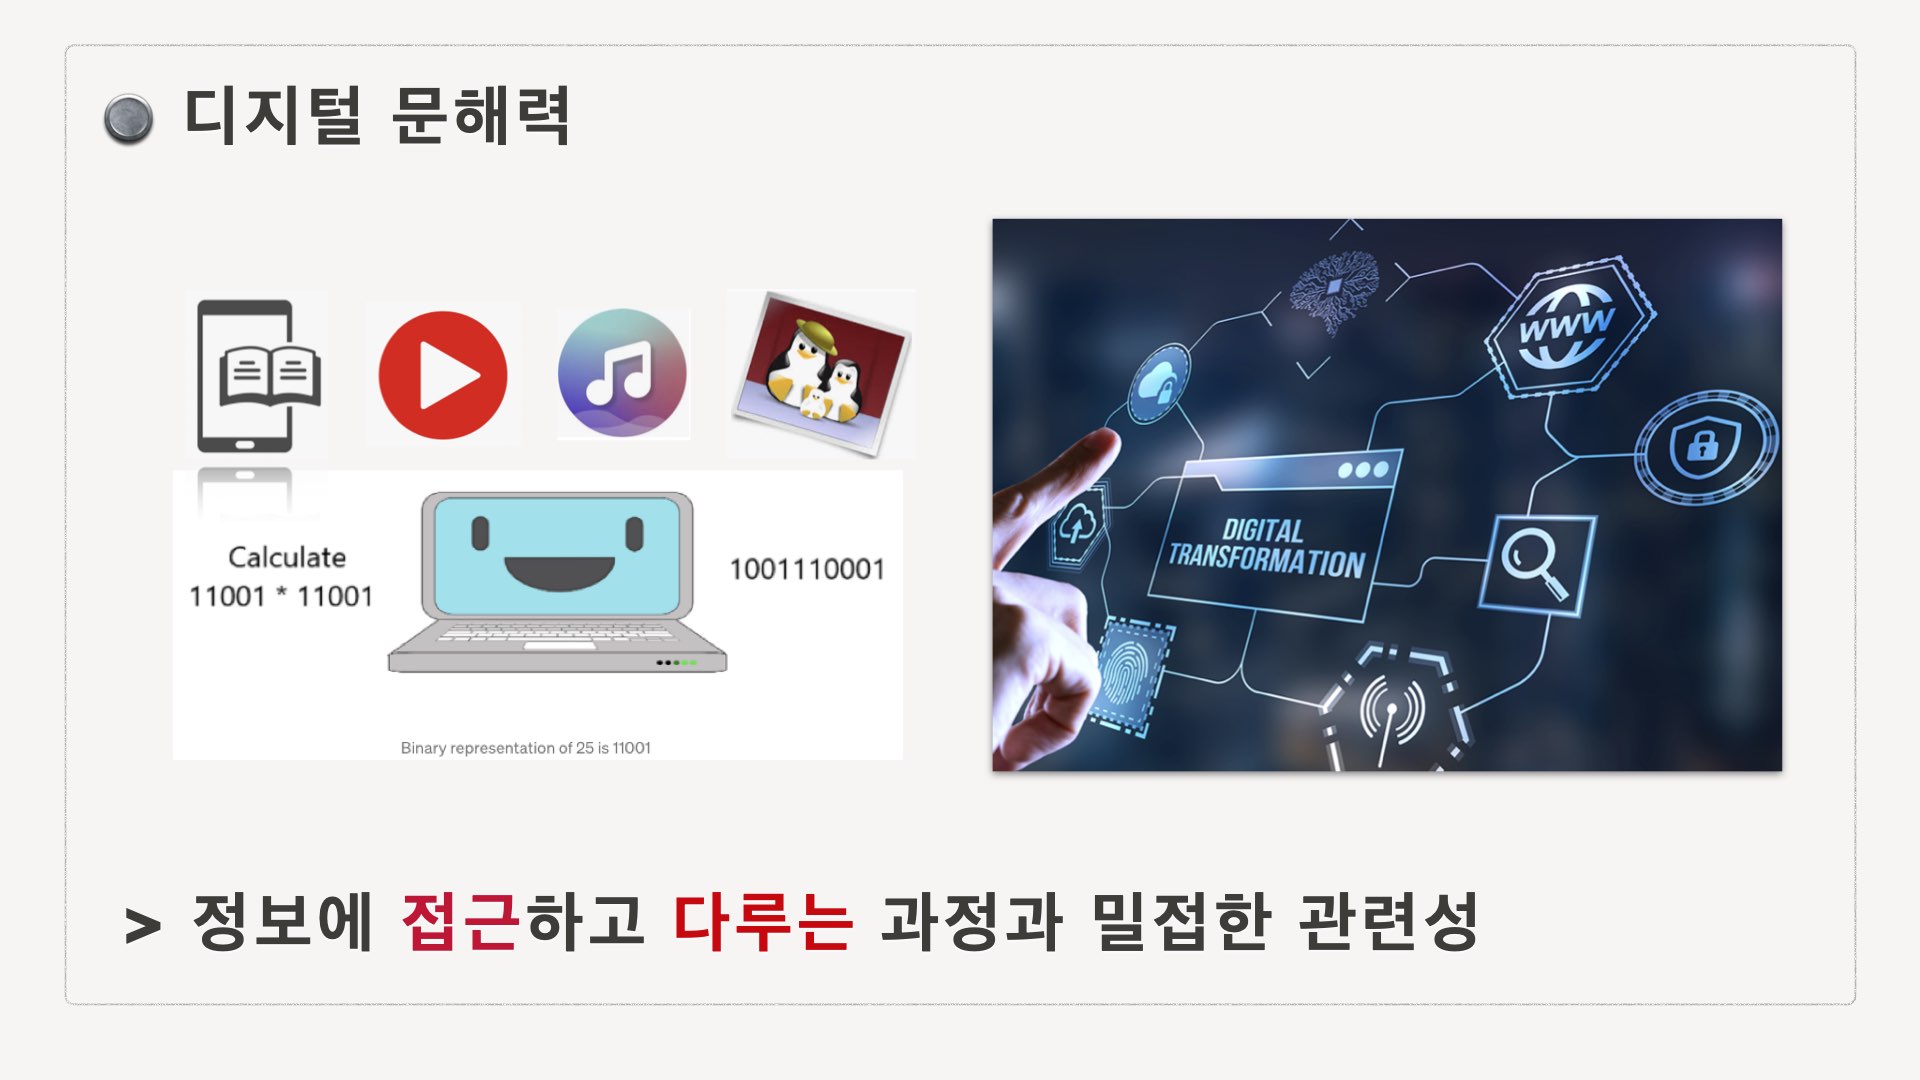 디지털 문해력
Calculate
11001 * 11001
1001110001
Binary representation of 25 is 11001
WWW
DIGITAL
TRANSFORMATION
> 정보에 접근하고 다루는 과정과 밀접한 관련성